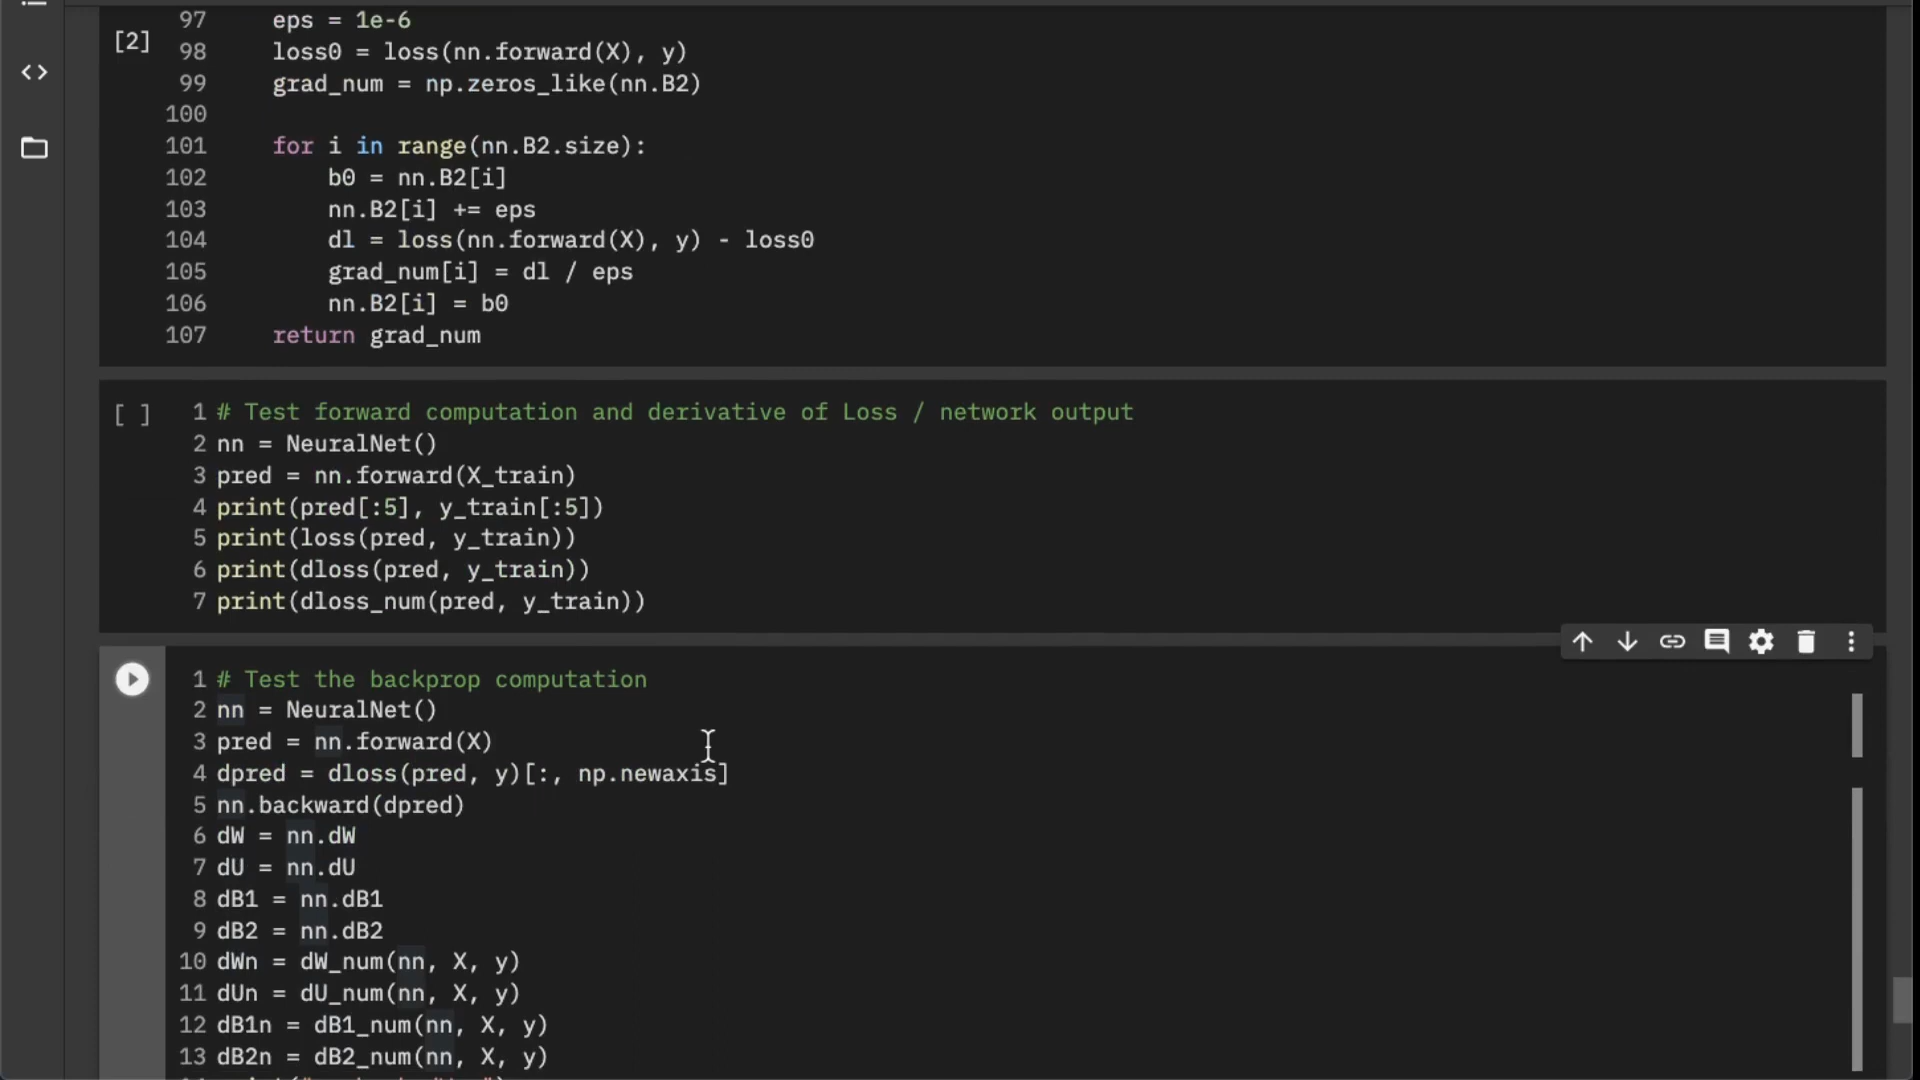 97 eps = 1e-6
[2] 98 loss0 = loss(nn.forward(X), y)
99 grad_num = np.zeros_like(nn.B2)
100
101 for i in range(nn.B2.size):
102 b0 = nn.B2[i]
103 nn.B2[i] += eps
104 dl = loss(nn.forward(X), y) - loss0
105 grad_num[i] = dl / eps
106 nn.B2[i] = b0
107 return grad_num
[ ] 1 # Test forward computation and derivative of Loss / network output
2 nn = NeuralNet()
3 pred = nn.forward(X_train)
4 print(pred[:5], y_train[:5])
5 print(loss(pred, y_train))
6 print(dloss(pred, y_train))
7 print(dloss_num(pred, y_train))
1 # Test the backprop computation
2 nn = NeuralNet()
3 pred = nn.forward(X)
4 dpred = dloss(pred, y)[:, np.newaxis]
5 nn.backward(dpred)
6 dW = nn.dW
7 dU = nn.dU
8 dB1 = nn.dB1
9 dB2 = nn.dB2
10 dWn = dW_num(nn, X, y)
11 dUn = dU_num(nn, X, y)
12 dB1n = dB1_num(nn, X, y)
13 dB2n = dB2_num(nn, X, y)